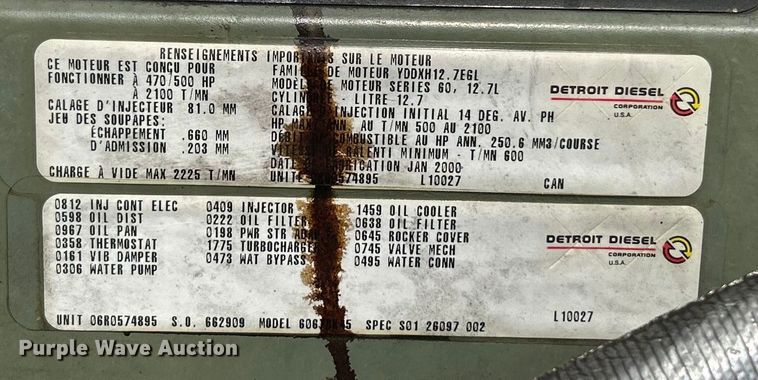 RENSEIGNEMENTS SUR LE MOTEUR
CE MOTEUR EST CONÇU POUR
FONCTIONNER À 470/500 HP
À 2100 T/MN
CALAGE D'INJECTEUR 81.0 MM
JEU DES SOUPAPES:
ÉCHAPPEMENT .660 MM
D'ADMISSION .203 MM
CHARGE À VIDE MAX 2225 T/MN
DE MOTEUR YDDXH12.7EGL
DE MOTEUR SERIES 60, 12.7L
- LITRE 12.7
INJECTION INITIAL 14 DEG. AV. PH
HP AU T/MN 500 AU 2100
AU HP ANN. 250.6 MM3/COURSE
MINIMUM - T/MN 600
JAN 2000
L10027
CAN
DETROIT DIESEL
CORPORATION
U.S.A.
0812 INJ CONT ELEC 0409 INJECTOR 1459 OIL COOLER
0598 OIL DIST 0222 OIL FILTER 0638 OIL FILTER
0967 OIL PAN 0198 PWR STR 0645 ROCKER COVER
0358 THERMOSTAT 1775 TURBOCHARGER 0745 VALVE MECH
0161 VIB DAMPER 0473 WAT BYPASS 0495 WATER CONN
0306 WATER PUMP
DETROIT DIESEL
CORPORATION
U.S.A.
UNIT 06R0574895 S.O. 662909 MODEL SPEC S01 26097 002 L10027
Purple Wave Auction